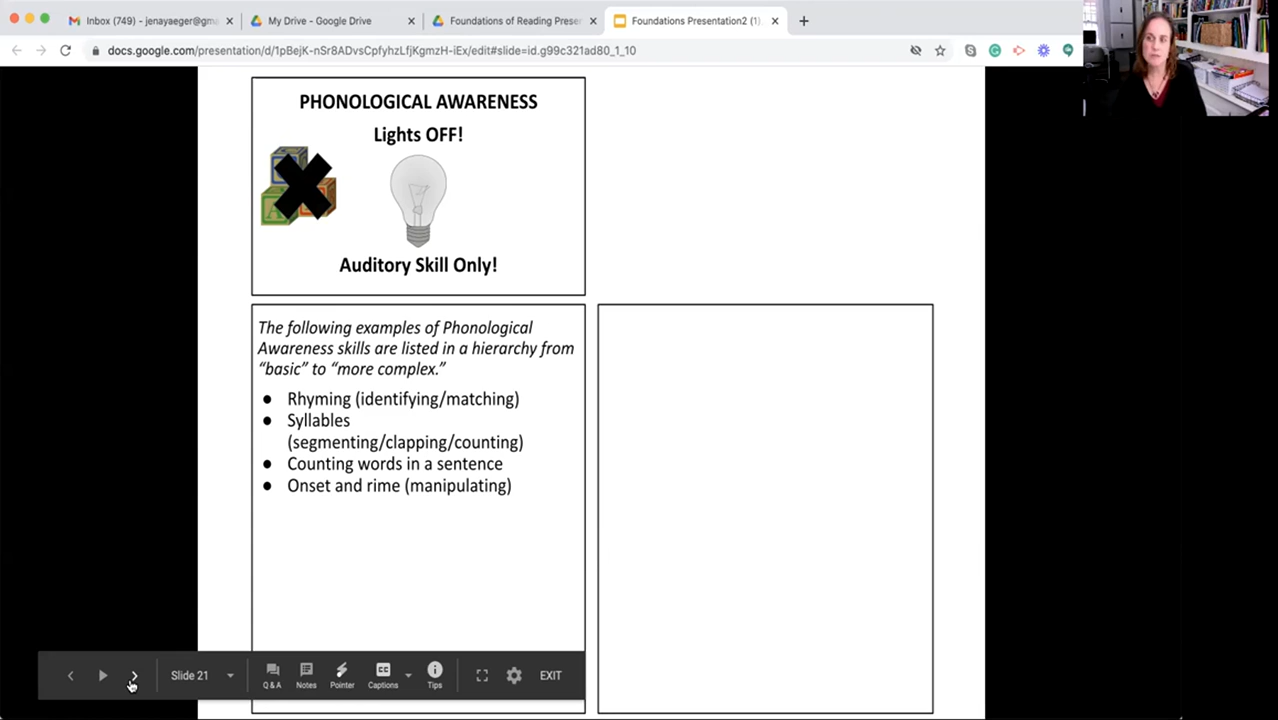 Inbox (749) - jenayaeger@gm
My Drive - Google Drive
Foundations of Reading Prese
Foundations Presentation2 (1)
docs.google.com/presentation/d/1pBejK-nSr8ADvsCpfyhzLfjKgmzH-iEx/edit#slide=id.g99c321ad80_1_10
PHONOLOGICAL AWARENESS
Lights OFF!
A
Auditory Skill Only!
The following examples of Phonological
Awareness skills are listed in a hierarchy from
“basic” to “more complex.”
● Rhyming (identifying/matching)
● Syllables
(segmenting/clapping/counting)
● Counting words in a sentence
● Onset and rime (manipulating)
Slide 21
Q & A
Notes
Pointer
CC
Captions
Tips
EXIT